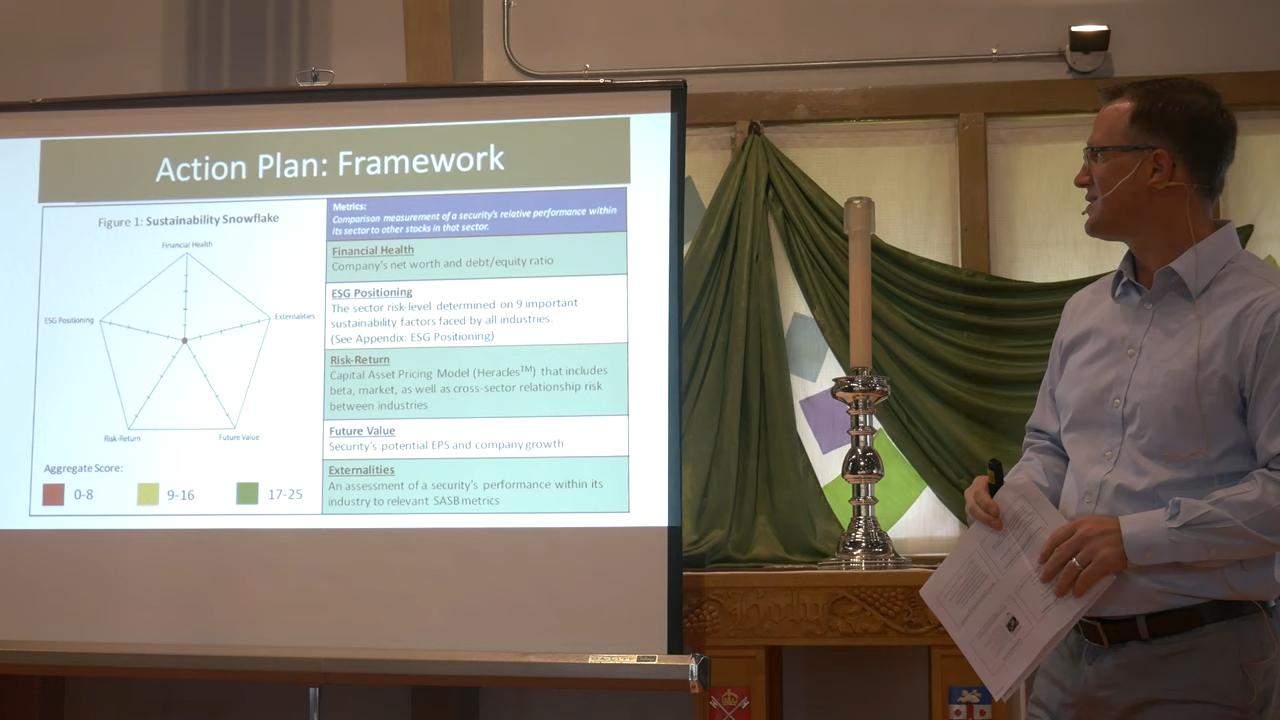 Action Plan: Framework
Figure 1: Sustainability Snowflake
Financial Health
ESG Positioning
Externalities
Risk-Return
Future Value
Aggregate Score:
0-8
9-16
17-25
Metrics:
Comparison measurement of a security's relative performance within
its sector to other stocks in that sector.
Financial Health
Company's net worth and debt/equity ratio
ESG Positioning
The sector risk-level determined on 9 important
sustainability factors faced by all industries.
(See Appendix: ESG Positioning)
Risk-Return
Capital Asset Pricing Model (Heracles™) that includes
beta, market, as well as cross-sector relationship risk
between industries
Future Value
Security's potential EPS and company growth
Externalities
An assessment of a security's performance within its
industry to relevant SASB metrics
Holy